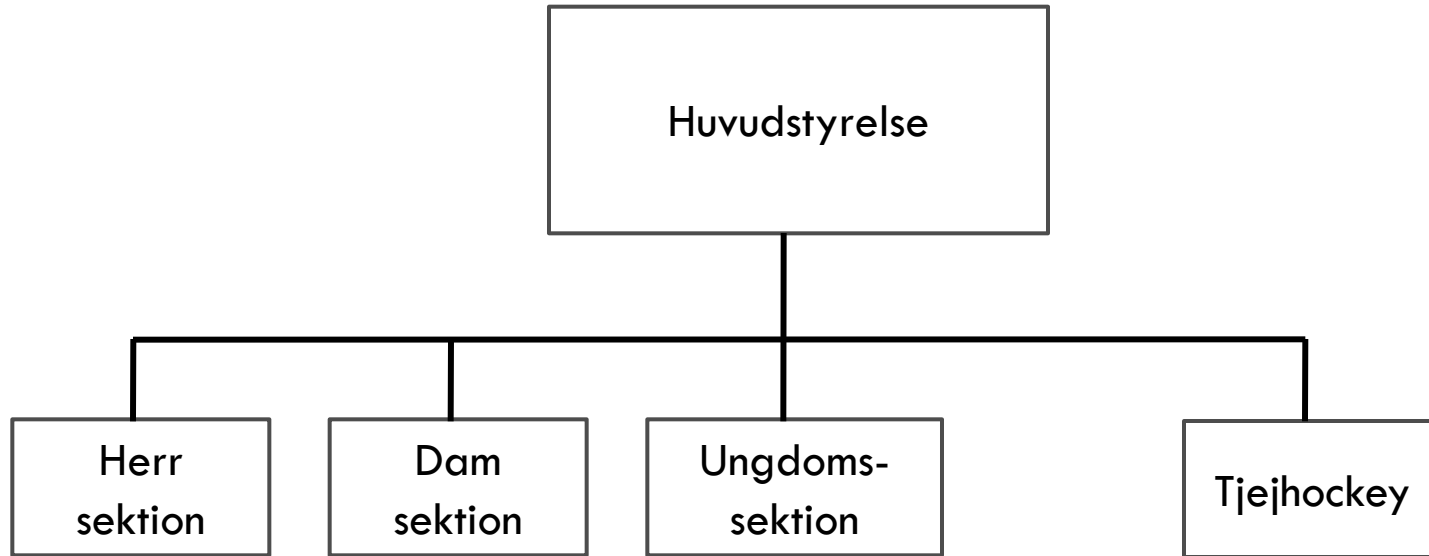 Huvudstyrelse
Herr
sektion
Dam
sektion
Ungdoms-
sektion
Tjejhockey